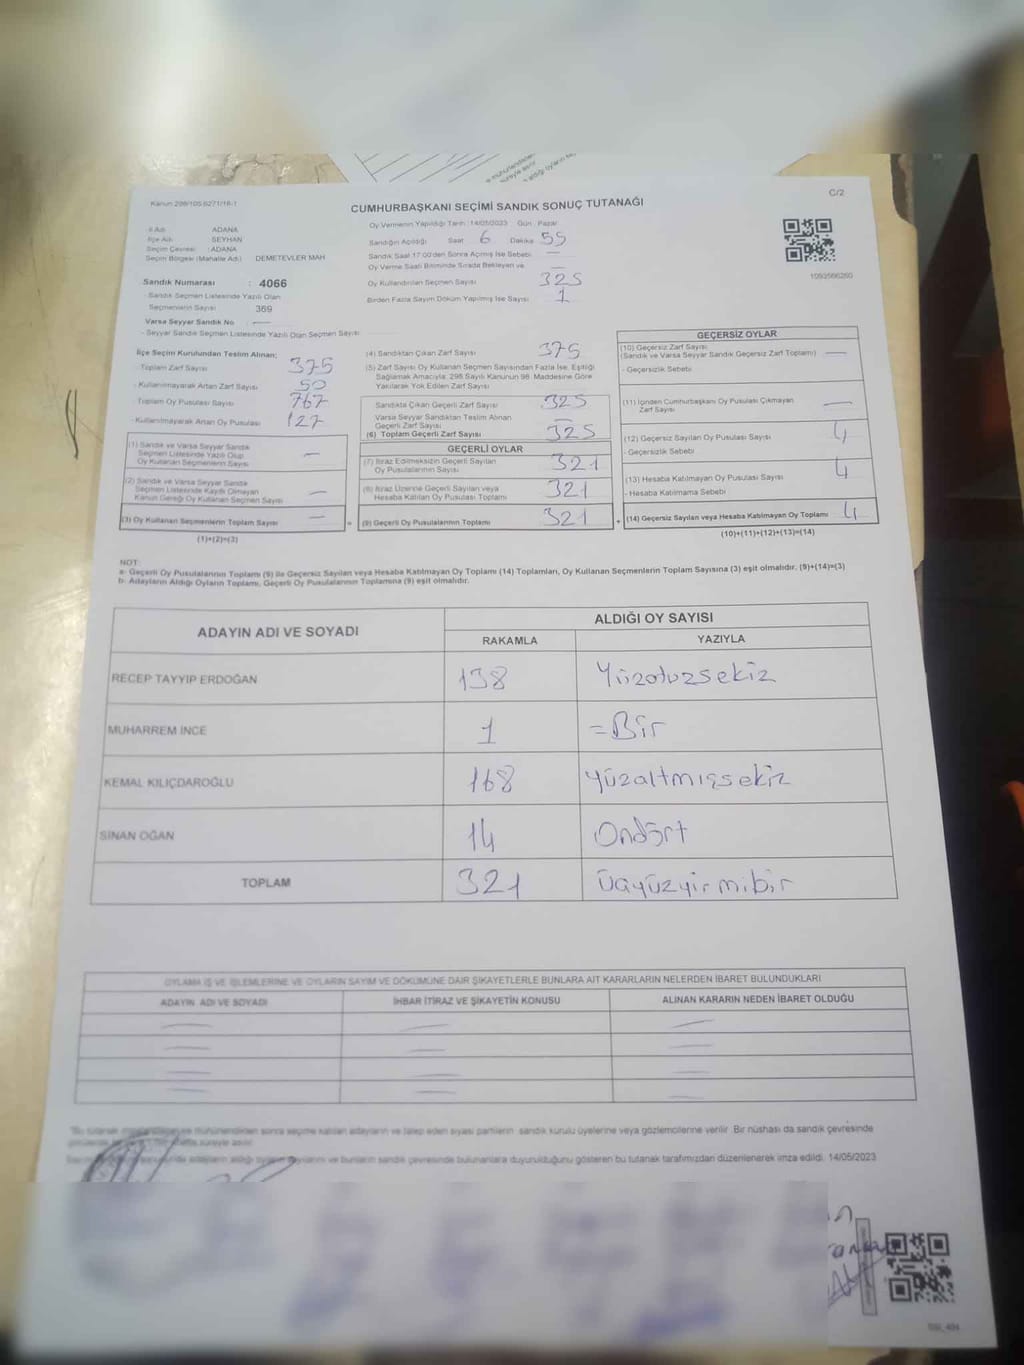 Kanun 298/105.6271/16-1
C/2
CUMHURBAŞKANI SEÇİMİ SANDIK SONUÇ TUTANAĞI
İl Adı ADANA
İlçe Adı SEYHAN
Seçim Çevresi : ADANA
Seçim Bölgesi (Mahalle Adı) DEMETEVLER MAH
Sandık Numarası : 4066
Sandık Seçmen Listesinde Yazılı Olan
Seçmenlerin Sayısı 369
Varsa Seyyar Sandık No —
- Seyyar Sandık Seçmen Listesinde Yazılı Olan Seçmen Sayısı
Oy Vermenin Yapıldığı Tarih : 14/05/2023 Gün : Pazar
Sandığın Açıldığı Saat 6 Dakika 55
Sandık Saat 17:00'den Sonra Açılmış İse Sebebi —
Oy Verme Saati Bitiminde Sırada Bekleyen ve
Oy Kullandırılan Seçmen Sayısı 325
Birden Fazla Sayım Döküm Yapılmış İse Sayısı 1
1093566260
İlçe Seçim Kurulundan Teslim Alınan;
- Toplam Zarf Sayısı 375
- Kullanılmayarak Artan Zarf Sayısı 50
- Toplam Oy Pusulası Sayısı 767
- Kullanılmayarak Artan Oy Pusulası 127
(1) Sandık ve Varsa Seyyar Sandık
Seçmen Listesinde Yazılı Olup
Oy Kullanan Seçmenlerin Sayısı —
(2) Sandık ve Varsa Seyyar Sandık
Seçmen Listesinde Kayıtlı Olmayan
Kanun Gereği Oy Kullanan Seçmen Sayısı —
(3) Oy Kullanan Seçmenlerin Toplam Sayısı —
(1)+(2)=(3)
(4) Sandıktan Çıkan Zarf Sayısı 375
(5) Zarf Sayısı Oy Kullanan Seçmen Sayısından Fazla İse, Eşitliği
Sağlamak Amacıyla; 298 Sayılı Kanunun 98. Maddesine Göre
Yakılarak Yok Edilen Zarf Sayısı
Sandıkta Çıkan Geçerli Zarf Sayısı 325
Varsa Seyyar Sandıktan Teslim Alınan
Geçerli Zarf Sayısı —
(6) Toplam Geçerli Zarf Sayısı 325
GEÇERLİ OYLAR
(7) İtiraz Edilmeksizin Geçerli Sayılan
Oy Pusulalarının Sayısı 321
(8) İtiraz Üzerine Geçerli Sayılan veya
Hesaba Katılan Oy Pusulası Toplamı 321
= (9) Geçerli Oy Pusulalarının Toplamı 321
GEÇERSİZ OYLAR
(10) Geçersiz Zarf Sayısı
(Sandık ve Varsa Seyyar Sandık Geçersiz Zarf Toplamı) —
- Geçersizlik Sebebi
(11) İçinden Cumhurbaşkanı Oy Pusulası Çıkmayan
Zarf Sayısı —
(12) Geçersiz Sayılan Oy Pusulası Sayısı 4
- Geçersizlik Sebebi
(13) Hesaba Katılmayan Oy Pusulası Sayısı 4
- Hesaba Katılmama Sebebi
+ (14) Geçersiz Sayılan veya Hesaba Katılmayan Oy Toplamı 4
(10)+(11)+(12)+(13)=(14)
NOT:
a- Geçerli Oy Pusulalarının Toplamı (9) ile Geçersiz Sayılan veya Hesaba Katılmayan Oy Toplamı (14) Toplamları, Oy Kullanan Seçmenlerin Toplam Sayısına (3) eşit olmalıdır. (9)+(14)=(3)
b- Adayların Aldığı Oyların Toplamı, Geçerli Oy Pusulalarının Toplamına (9) eşit olmalıdır.
ADAYIN ADI VE SOYADI
ALDIĞI OY SAYISI
RAKAMLA YAZIYLA
RECEP TAYYİP ERDOĞAN 138 Yüzotuzsekiz
MUHARREM İNCE 1 =Bir
KEMAL KILIÇDAROĞLU 168 Yüzaltmışsekiz
SİNAN OĞAN 14 Ondört
TOPLAM 321 üçyüzyirmibir
OYLAMA İŞ VE İŞLEMLERİNE VE OYLARIN SAYIM VE DÖKÜMÜNE DAİR ŞİKAYETLERLE BUNLARA AİT KARARLARIN NELERDEN İBARET BULUNDUKLARI
ADAYIN ADI VE SOYADI İHBAR İTİRAZ VE ŞİKAYETİN KONUSU ALINAN KARARIN NEDEN İBARET OLDUĞU
sonra seçime katılan adayların ve talep eden siyasi partilerin sandık kurulu üyelerine veya gözlemcilerine verilir. Bir nüshası da sandık çevresinde
süreyle asılır.
adayların aldığı oyların sayılarını ve bunların sandık çevresinde bulunanlara duyurulduğunu gösteren bu tutanak tarafımızdan düzenlenerek imza edildi. 14/05/2023